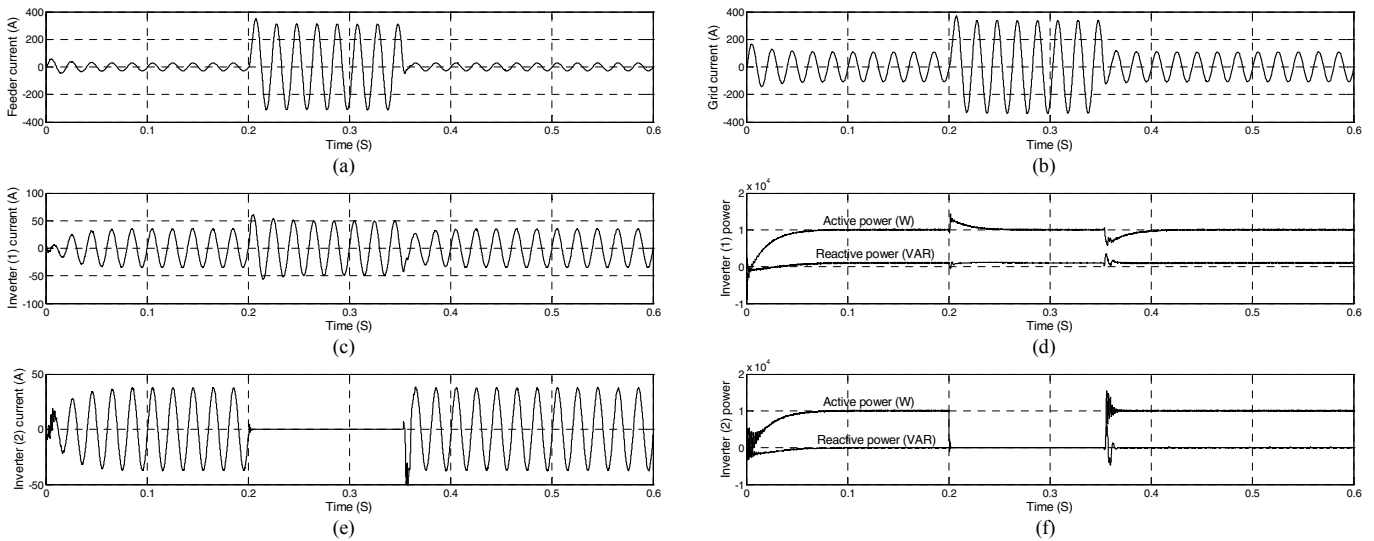 Feeder current (A)
400
200
0
-200
-400
0 0.1 0.2 0.3 0.4 0.5 0.6
Time (S)
(a)
Grid current (A)
400
200
0
-200
-400
0 0.1 0.2 0.3 0.4 0.5 0.6
Time (S)
(b)
Inverter (1) current (A)
100
50
0
-50
-100
0 0.1 0.2 0.3 0.4 0.5 0.6
Time (S)
(c)
Inverter (1) power
x 10⁴
2
1
0
-1
Active power (W)
Reactive power (VAR)
0 0.1 0.2 0.3 0.4 0.5 0.6
Time (S)
(d)
Inverter (2) current (A)
50
0
-50
0 0.1 0.2 0.3 0.4 0.5 0.6
Time (S)
(e)
Inverter (2) power
x 10⁴
2
1
0
-1
Active power (W)
Reactive power (VAR)
0 0.1 0.2 0.3 0.4 0.5 0.6
Time (S)
(f)